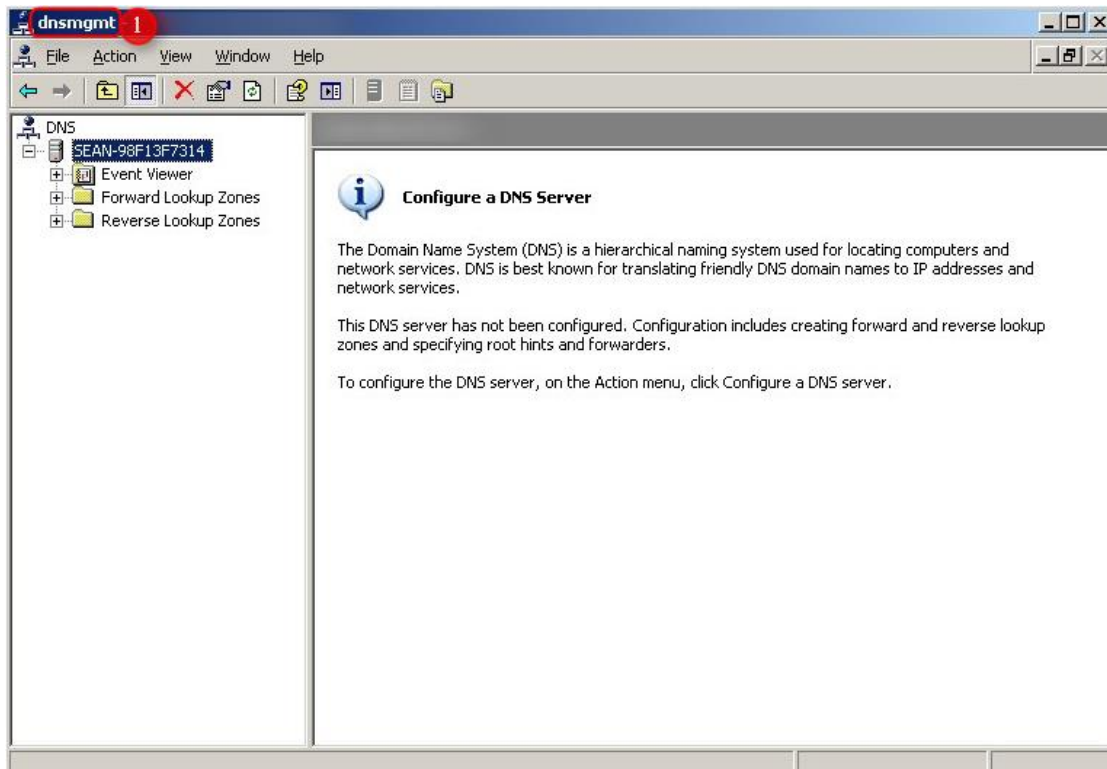 dnsmgmt - 1
File Action View Window Help
DNS
SEAN-98F13F7314
Event Viewer
Forward Lookup Zones
Reverse Lookup Zones
Configure a DNS Server
The Domain Name System (DNS) is a hierarchical naming system used for locating computers and
network services. DNS is best known for translating friendly DNS domain names to IP addresses and
network services.
This DNS server has not been configured. Configuration includes creating forward and reverse lookup
zones and specifying root hints and forwarders.
To configure the DNS server, on the Action menu, click Configure a DNS server.